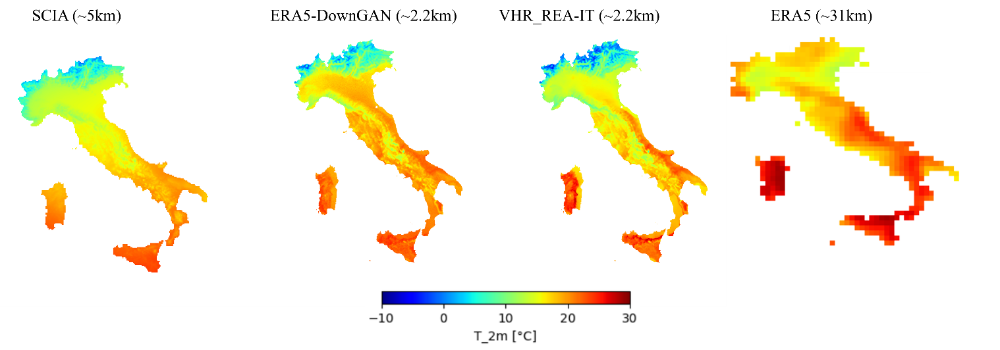 SCIA (~5km)
ERA5-DownGAN (~2.2km)
VHR_REA-IT (~2.2km)
ERA5 (~31km)
−10 0 10 20 30
T_2m [°C]